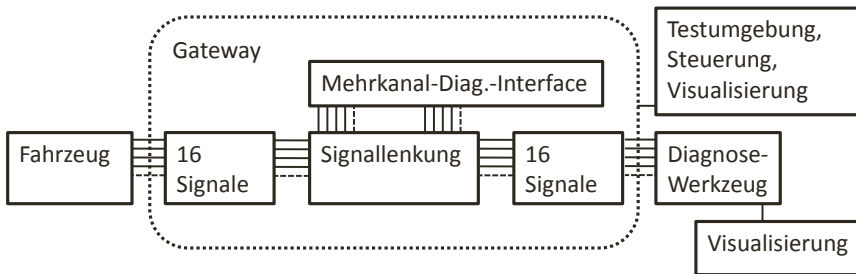 Gateway
Testumgebung,
Steuerung,
Visualisierung
Mehrkanal-Diag.-Interface
Fahrzeug
16
Signale
Signallenkung
16
Signale
Diagnose-
Werkzeug
Visualisierung